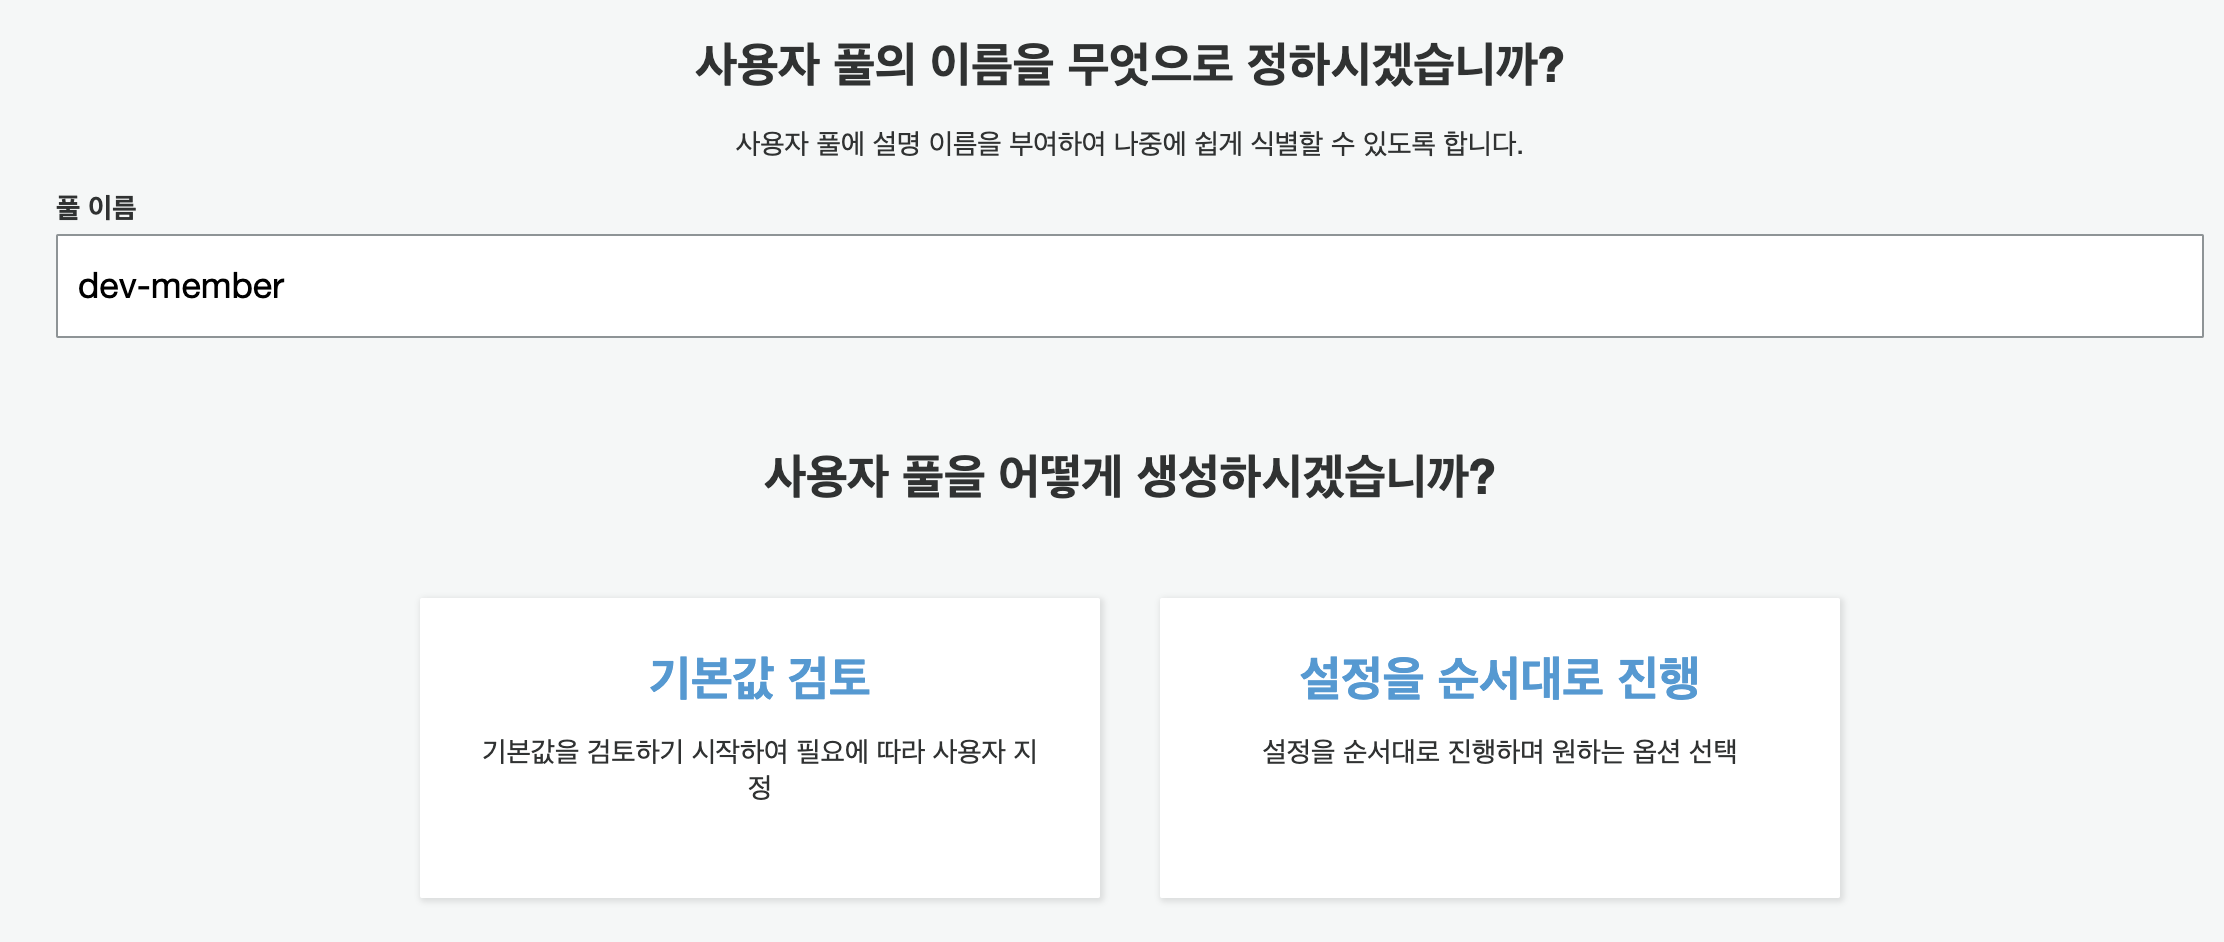 사용자 풀의 이름을 무엇으로 정하시겠습니까?
사용자 풀에 설명 이름을 부여하여 나중에 쉽게 식별할 수 있도록 합니다.
풀 이름
dev-member
사용자 풀을 어떻게 생성하시겠습니까?
기본값 검토
기본값을 검토하기 시작하여 필요에 따라 사용자 지
정
설정을 순서대로 진행
설정을 순서대로 진행하며 원하는 옵션 선택